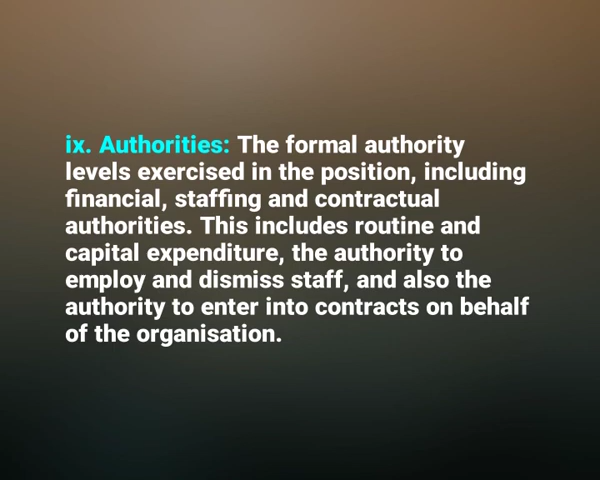 ix. Authorities: The formal authority
levels exercised in the position, including
financial, staffing and contractual
authorities. This includes routine and
capital expenditure, the authority to
employ and dismiss staff, and also the
authority to enter into contracts on behalf
of the organisation.